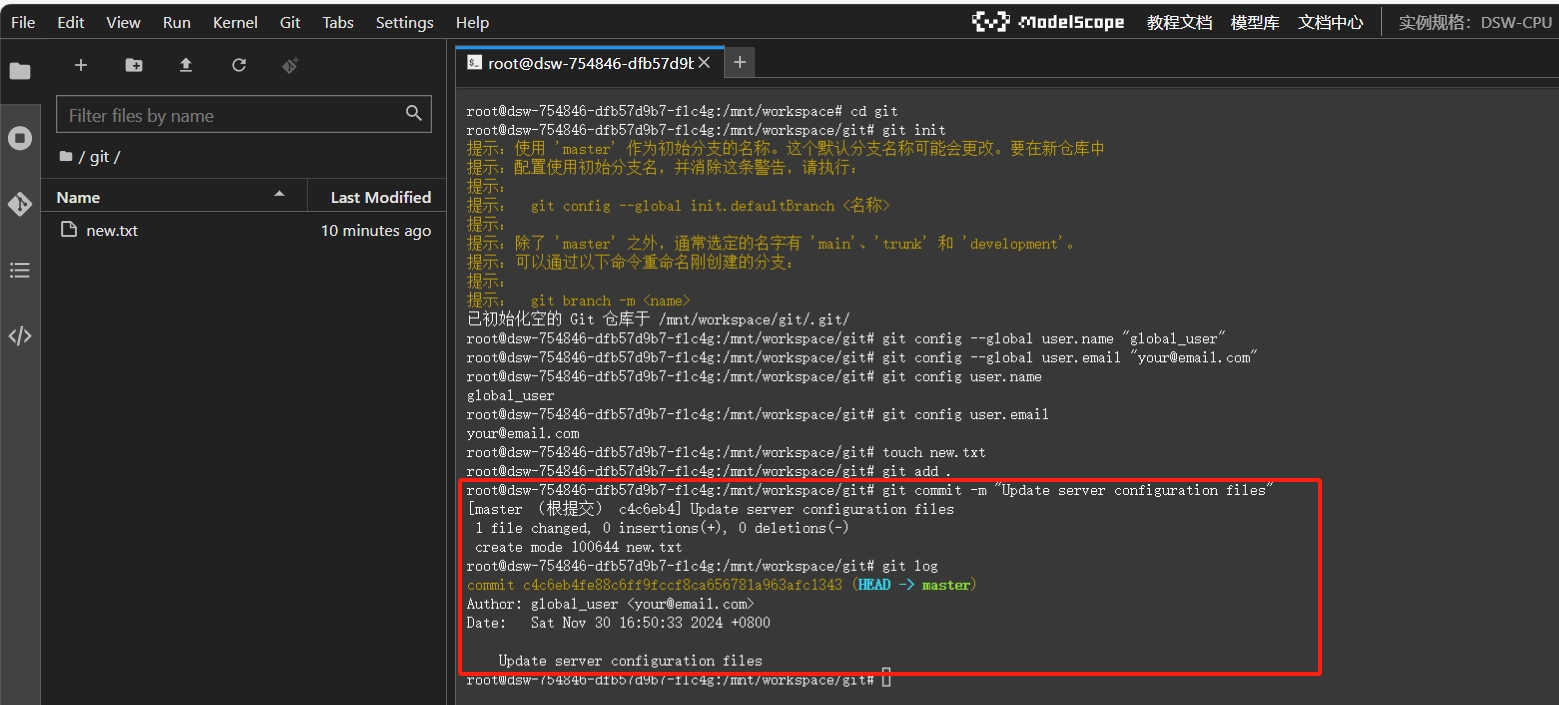 File Edit View Run Kernel Git Tabs Settings Help
ModelScope 教程文档 模型库 文档中心 实例规格：DSW-CPU
root@dsw-754846-dfb57d9b
Filter files by name
/ git /
Name Last Modified
new.txt 10 minutes ago
root@dsw-754846-dfb57d9b7-flc4g:/mnt/workspace# cd git
root@dsw-754846-dfb57d9b7-flc4g:/mnt/workspace/git# git init
提示：使用 'master' 作为初始分支的名称。这个默认分支名称可能会更改。要在新仓库中
提示：配置使用初始分支名，并消除这条警告，请执行：
提示：
提示： git config --global init.defaultBranch <名称>
提示：
提示：除了 'master' 之外，通常选定的名字有 'main'、'trunk' 和 'development'。
提示：可以通过以下命令重命名刚创建的分支：
提示：
提示： git branch -m <name>
已初始化空的 Git 仓库于 /mnt/workspace/git/.git/
root@dsw-754846-dfb57d9b7-flc4g:/mnt/workspace/git# git config --global user.name "global_user"
root@dsw-754846-dfb57d9b7-flc4g:/mnt/workspace/git# git config --global user.email "your@email.com"
root@dsw-754846-dfb57d9b7-flc4g:/mnt/workspace/git# git config user.name
global_user
root@dsw-754846-dfb57d9b7-flc4g:/mnt/workspace/git# git config user.email
your@email.com
root@dsw-754846-dfb57d9b7-flc4g:/mnt/workspace/git# touch new.txt
root@dsw-754846-dfb57d9b7-flc4g:/mnt/workspace/git# git add .
root@dsw-754846-dfb57d9b7-flc4g:/mnt/workspace/git# git commit -m "Update server configuration files"
[master （根提交） c4c6eb4] Update server configuration files
1 file changed, 0 insertions(+), 0 deletions(-)
create mode 100644 new.txt
root@dsw-754846-dfb57d9b7-flc4g:/mnt/workspace/git# git log
commit c4c6eb4fe88c6ff9fccf8ca656781a963afc1343 (HEAD -> master)
Author: global_user <your@email.com>
Date: Sat Nov 30 16:50:33 2024 +0800
Update server configuration files
root@dsw-754846-dfb57d9b7-flc4g:/mnt/workspace/git#